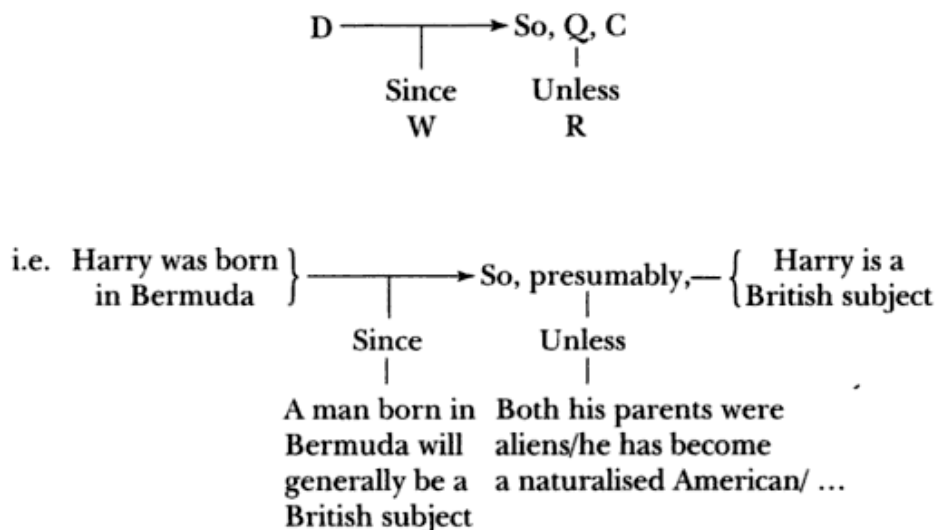 D So, Q, C
Since Unless
W R
i.e. Harry was born So, presumably, Harry is a
in Bermuda British subject
Since Unless
A man born in Both his parents were
Bermuda will aliens/he has become
generally be a a naturalised American/ ...
British subject